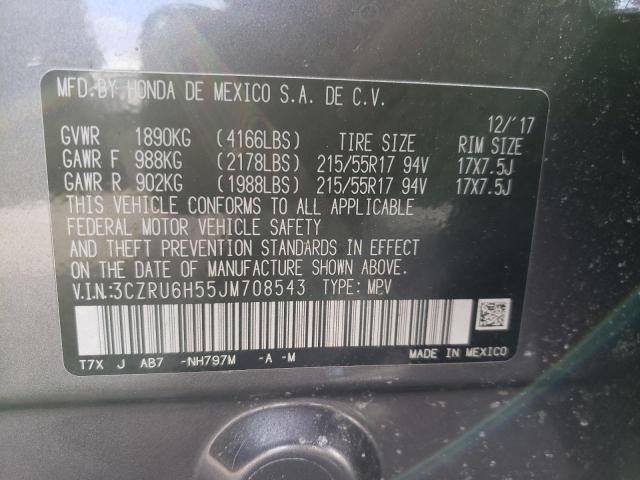 MFD. BY HONDA DE MEXICO S.A. DE C.V.
12/'17
GVWR 1890KG (4166LBS) TIRE SIZE RIM SIZE
GAWR F 988KG (2178LBS) 215/55R17 94V 17X7.5J
GAWR R 902KG (1988LBS) 215/55R17 94V 17X7.5J
THIS VEHICLE CONFORMS TO ALL APPLICABLE
FEDERAL MOTOR VEHICLE SAFETY
AND THEFT PREVENTION STANDARDS IN EFFECT
ON THE DATE OF MANUFACTURE SHOWN ABOVE.
V.I.N:3CZRU6H55JM708543 TYPE: MPV
T7X J AB7 -NH797M -A -M MADE IN MEXICO